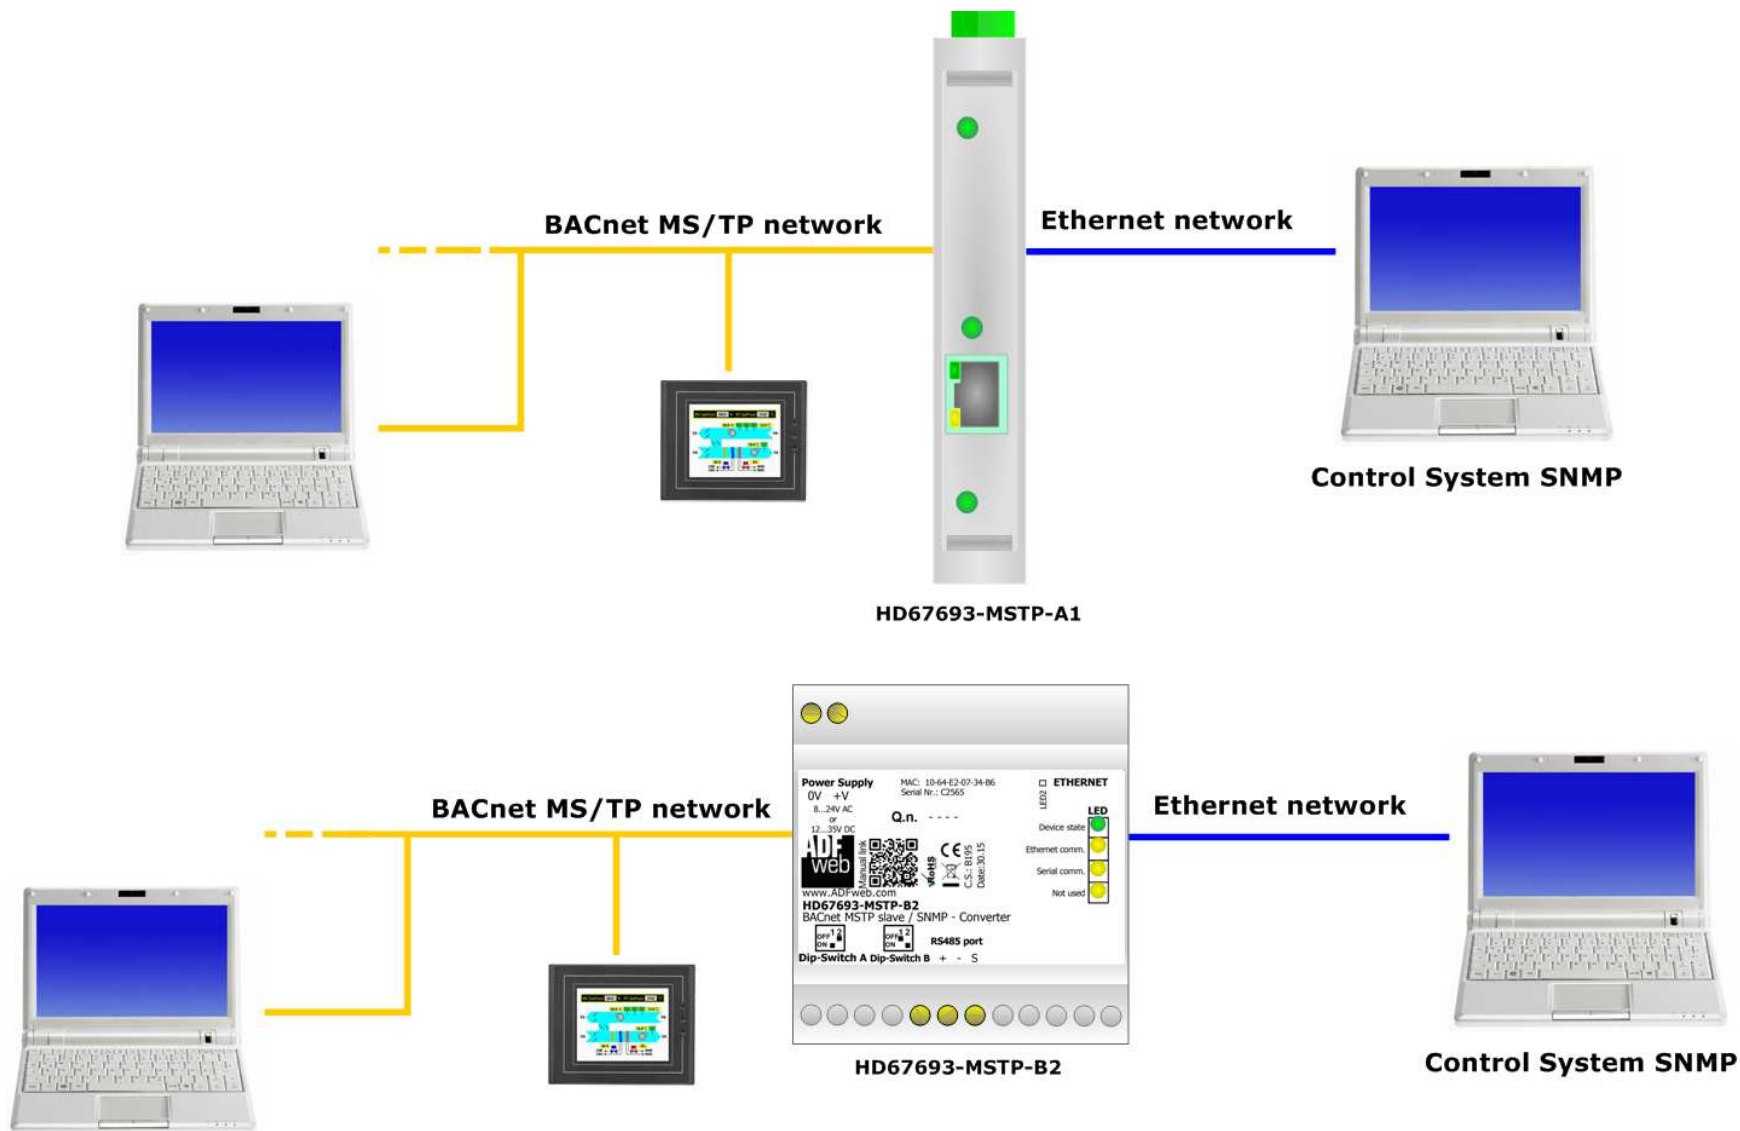 BACnet MS/TP network
Ethernet network
Control System SNMP
HD67693-MSTP-A1
Power Supply
0V +V
8...24V AC
or
12...35V DC
MAC: 10-64-E2-07-34-B6
Serial Nr.: C2565
Q.n. - - - -
LED2
ETHERNET
LED
Device state
Ethernet comm.
Serial comm.
Not used
BACnet MS/TP network
Ethernet network
ADF
web
Manual link
RoHS
CE
C.S.: B195
Date:30.15
www.ADFweb.com
HD67693-MSTP-B2
BACnet MSTP slave / SNMP - Converter
OFF 1 2
ON
OFF 1 2
ON
RS485 port
Dip-Switch A Dip-Switch B + - S
HD67693-MSTP-B2
Control System SNMP